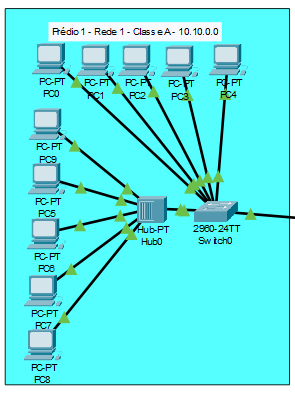 Prédio 1 - Rede 1 - Classe A - 10.10.0.0
PC-PT
PC0
PC-PT
PC1
PC-PT
PC2
PC-PT
PC3
PC-PT
PC4
PC-PT
PC9
PC-PT
PC5
PC-PT
PC6
PC-PT
PC7
PC-PT
PC8
Hub-PT
Hub0
2960-24TT
Switch0